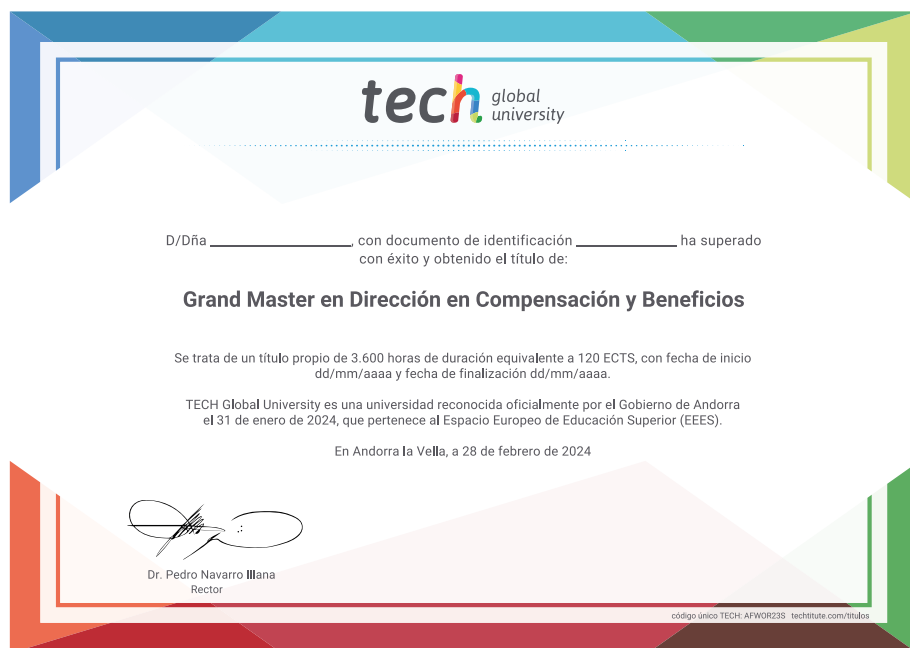 tech global
university
D/Dña ______________, con documento de identificación __________ ha superado
con éxito y obtenido el título de:
Grand Master en Dirección en Compensación y Beneficios
Se trata de un título propio de 3.600 horas de duración equivalente a 120 ECTS, con fecha de inicio
dd/mm/aaaa y fecha de finalización dd/mm/aaaa.
TECH Global University es una universidad reconocida oficialmente por el Gobierno de Andorra
el 31 de enero de 2024, que pertenece al Espacio Europeo de Educación Superior (EEES).
En Andorra la Vella, a 28 de febrero de 2024
Dr. Pedro Navarro Illana
Rector
código único TECH: AFWOR23S techtitute.com/titulos